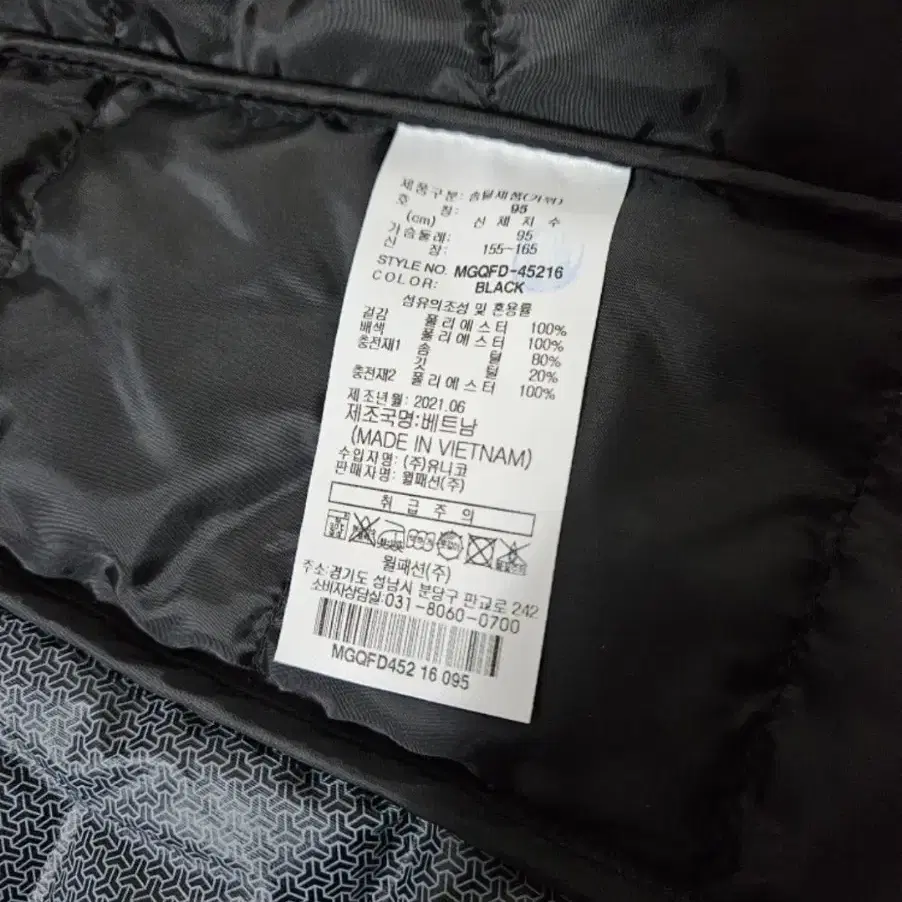 제품구분: 솜털제품(거위)
호 칭: 95
(cm) 신 체 치 수
가슴둘레: 95
신 장: 155~165
STYLE NO. MGQFD-45216
COLOR: BLACK
섬유의조성 및 혼용률
겉감 폴리에스터 100%
배색 폴리에스터 100%
충전재1 솜 털 80%
깃 털 20%
충전재2 폴리에스터 100%
제조년월: 2021.06
제조국명:베트남
(MADE IN VIETNAM)
수입자명: (주)유니코
판매자명: 월패션(주)
취 급 주 의
월패션(주)
주소:경기도 성남시 분당구 판교로 242
소비자상담실:031-8060-0700
MGQFD452 16 095